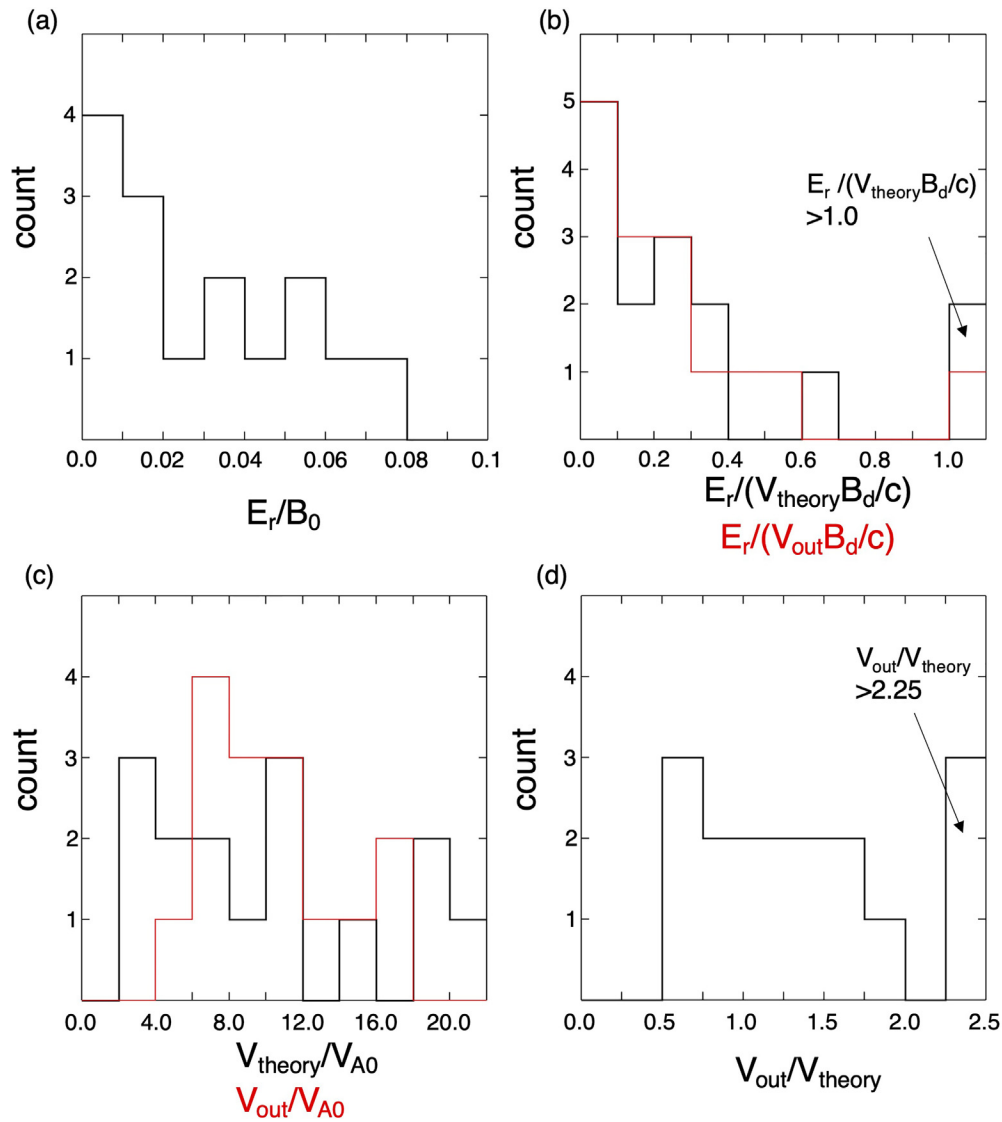 (a)
count
4
3
2
1
0.0 0.02 0.04 0.06 0.08 0.1
Er/B0
(b)
count
5
4
3
2
1
Er/(VtheoryBd/c)
>1.0
0.0 0.2 0.4 0.6 0.8 1.0
Er/(VtheoryBd/c)
Er/(VoutBd/c)
(c)
count
4
3
2
1
0.0 4.0 8.0 12.0 16.0 20.0
Vtheory/VA0
Vout/VA0
(d)
count
4
3
2
1
Vout/Vtheory
>2.25
0.0 0.5 1.0 1.5 2.0 2.5
Vout/Vtheory